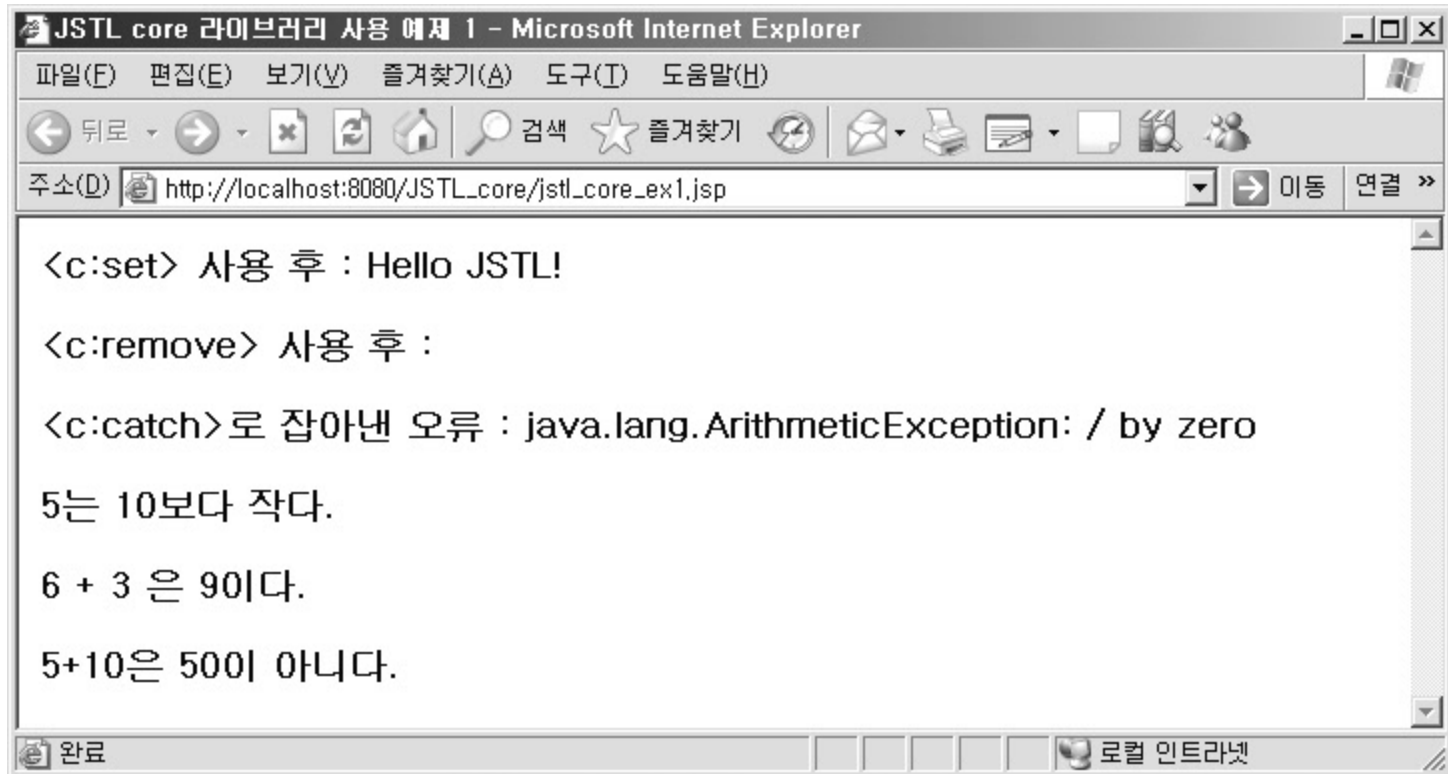 JSTL core 라이브러리 사용 예제 1 - Microsoft Internet Explorer
파일(F) 편집(E) 보기(V) 즐겨찾기(A) 도구(T) 도움말(H)
뒤로 검색 즐겨찾기
주소(D) http://localhost:8080/JSTL_core/jstl_core_ex1.jsp 이동 연결 »
<c:set> 사용 후 : Hello JSTL!
<c:remove> 사용 후 :
<c:catch>로 잡아낸 오류 : java.lang.ArithmeticException: / by zero
5는 10보다 작다.
6 + 3 은 9이다.
5+10은 50이 아니다.
완료 로컬 인트라넷